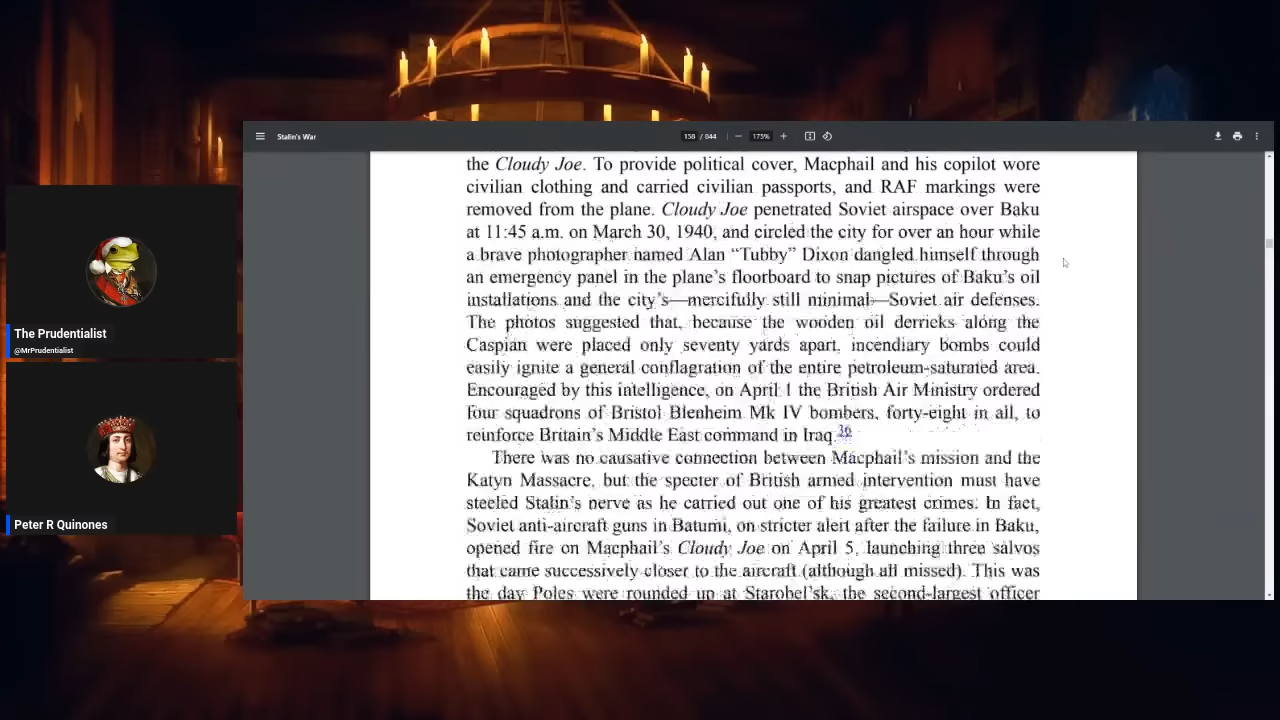 Stalin's War
158 / 844
175%
the Cloudy Joe. To provide political cover, Macphail and his copilot wore
civilian clothing and carried civilian passports, and RAF markings were
removed from the plane. Cloudy Joe penetrated Soviet airspace over Baku
at 11:45 a.m. on March 30, 1940, and circled the city for over an hour while
a brave photographer named Alan “Tubby” Dixon dangled himself through
an emergency panel in the plane’s floorboard to snap pictures of Baku’s oil
installations and the city’s—mercifully still minimal—Soviet air defenses.
The photos suggested that, because the wooden oil derricks along the
Caspian were placed only seventy yards apart, incendiary bombs could
easily ignite a general conflagration of the entire petroleum-saturated area.
Encouraged by this intelligence, on April 1 the British Air Ministry ordered
four squadrons of Bristol Blenheim Mk IV bombers, forty-eight in all, to
reinforce Britain’s Middle East command in Iraq.36
There was no causative connection between Macphail’s mission and the
Katyn Massacre, but the specter of British armed intervention must have
steeled Stalin’s nerve as he carried out one of his greatest crimes. In fact,
Soviet anti-aircraft guns in Batumi, on stricter alert after the failure in Baku,
opened fire on Macphail’s Cloudy Joe on April 5, launching three salvos
that came successively closer to the aircraft (although all missed). This was
the day Poles were rounded up at Starobel’sk, the second-largest officer
The Prudentialist
@MrPrudentialist
Peter R Quinones